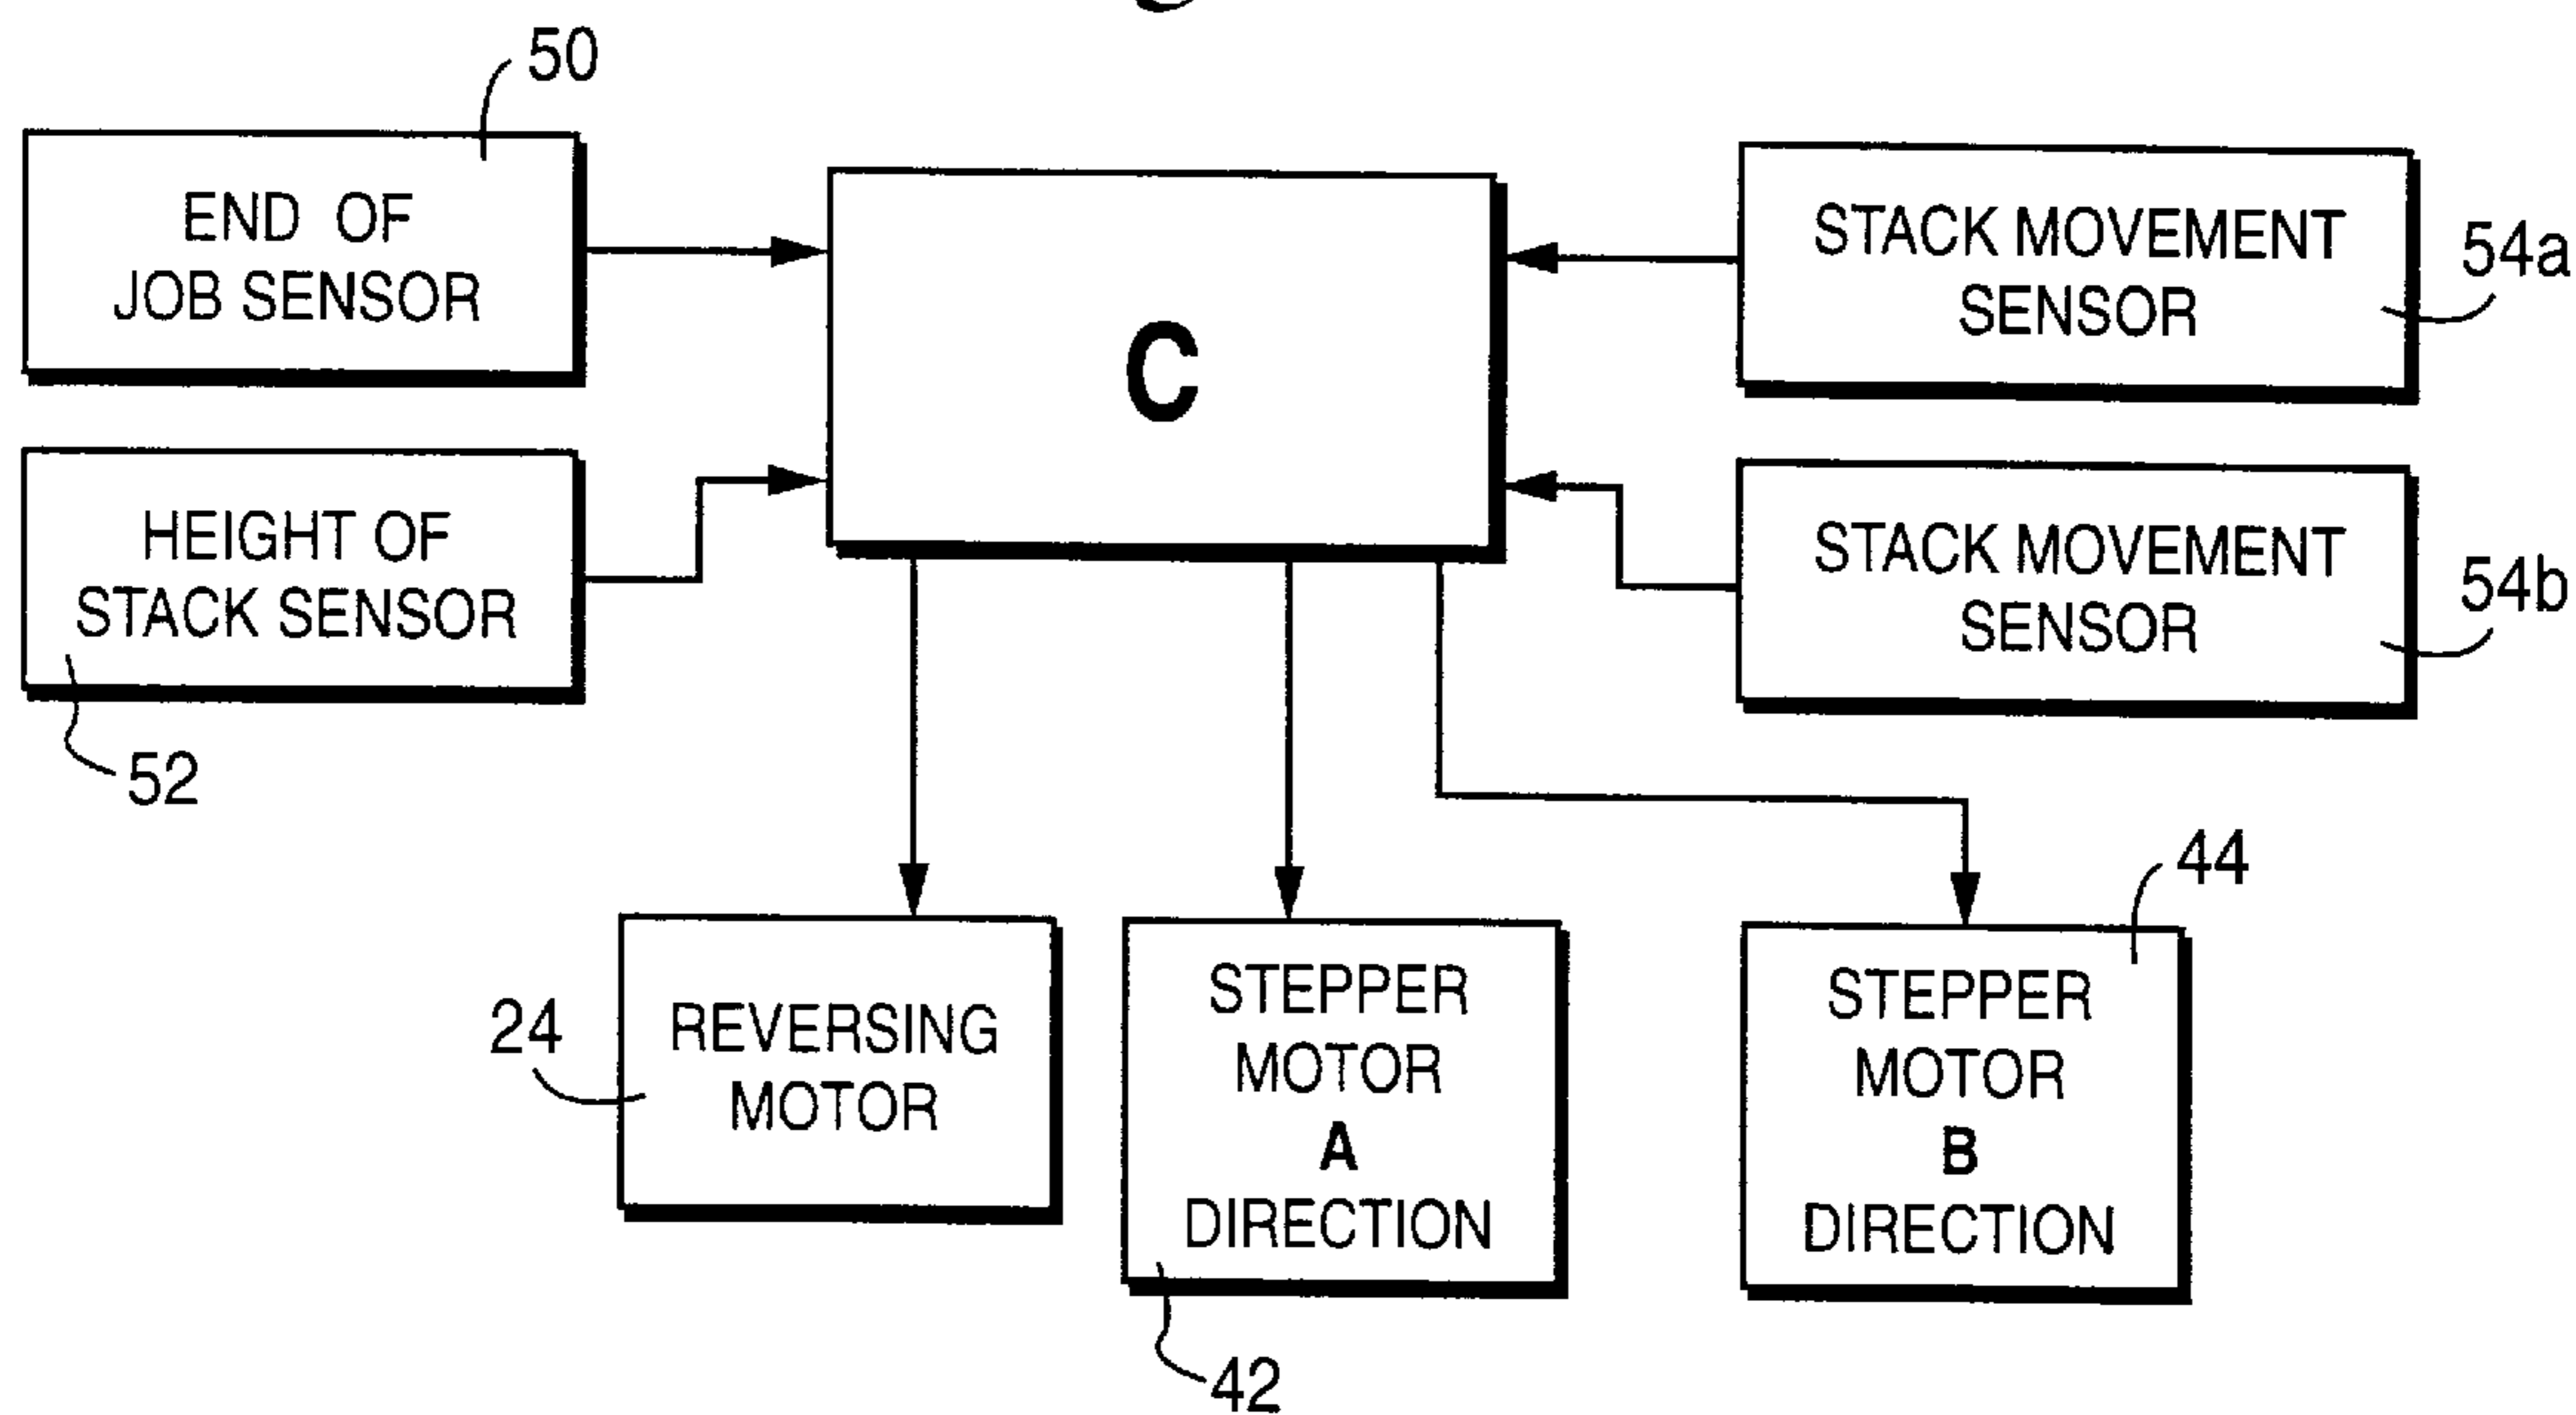 50
END OF
JOB SENSOR
C
STACK MOVEMENT
SENSOR
54a
HEIGHT OF
STACK SENSOR
52
STACK MOVEMENT
SENSOR
54b
24
REVERSING
MOTOR
STEPPER
MOTOR
A
DIRECTION
42
44
STEPPER
MOTOR
B
DIRECTION